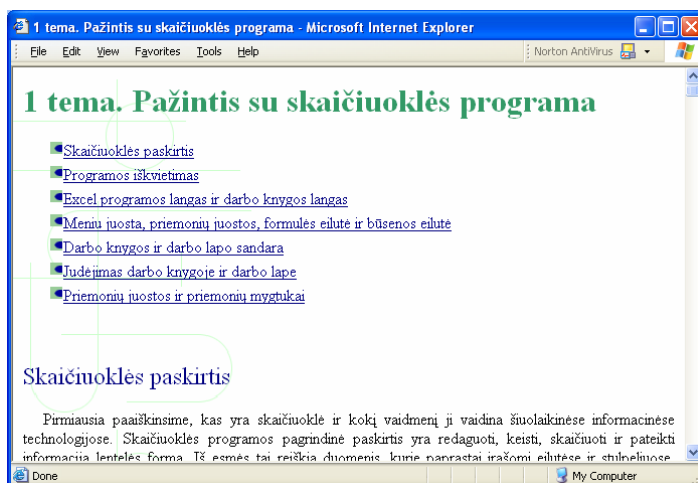 1 tema. Pažintis su skaičiuoklės programa - Microsoft Internet Explorer
File Edit View Favorites Tools Help Norton AntiVirus
1 tema. Pažintis su skaičiuoklės programa
Skaičiuoklės paskirtis
Programos iškvietimas
Excel programos langas ir darbo knygos langas
Meniu juosta, priemonių juostos, formulės eilutė ir būsenos eilutė
Darbo knygos ir darbo lapo sandara
Judėjimas darbo knygoje ir darbo lape
Priemonių juostos ir priemonių mygtukai
Skaičiuoklės paskirtis
Pirmiausia paaiškinsime, kas yra skaičiuoklė ir kokį vaidmenį ji vaidina šiuolaikinėse informacinėse
technologijose. Skaičiuoklės programos pagrindinė paskirtis yra redaguoti, keisti, skaičiuoti ir pateikti
informaciją lentelės forma. Iš esmės tai reiškia duomenis, kurie paprastai įrašomi eilutėse ir stulpeliuose.
Done My Computer